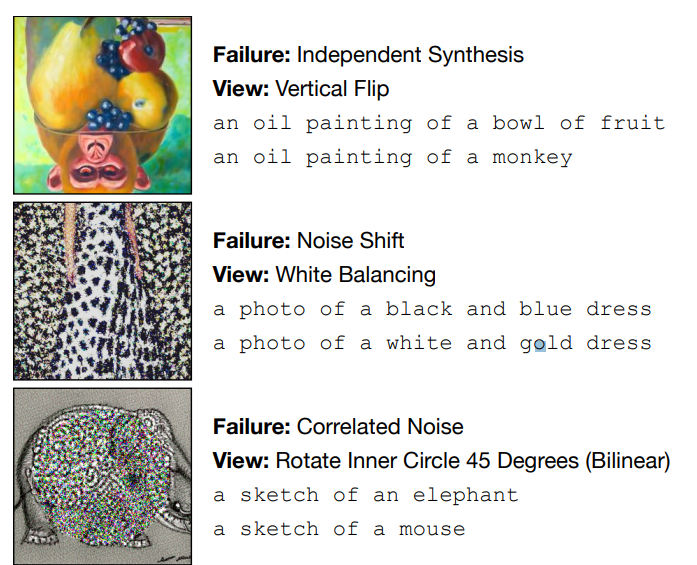 Failure: Independent Synthesis
View: Vertical Flip
an oil painting of a bowl of fruit
an oil painting of a monkey
Failure: Noise Shift
View: White Balancing
a photo of a black and blue dress
a photo of a white and gold dress
Failure: Correlated Noise
View: Rotate Inner Circle 45 Degrees (Bilinear)
a sketch of an elephant
a sketch of a mouse